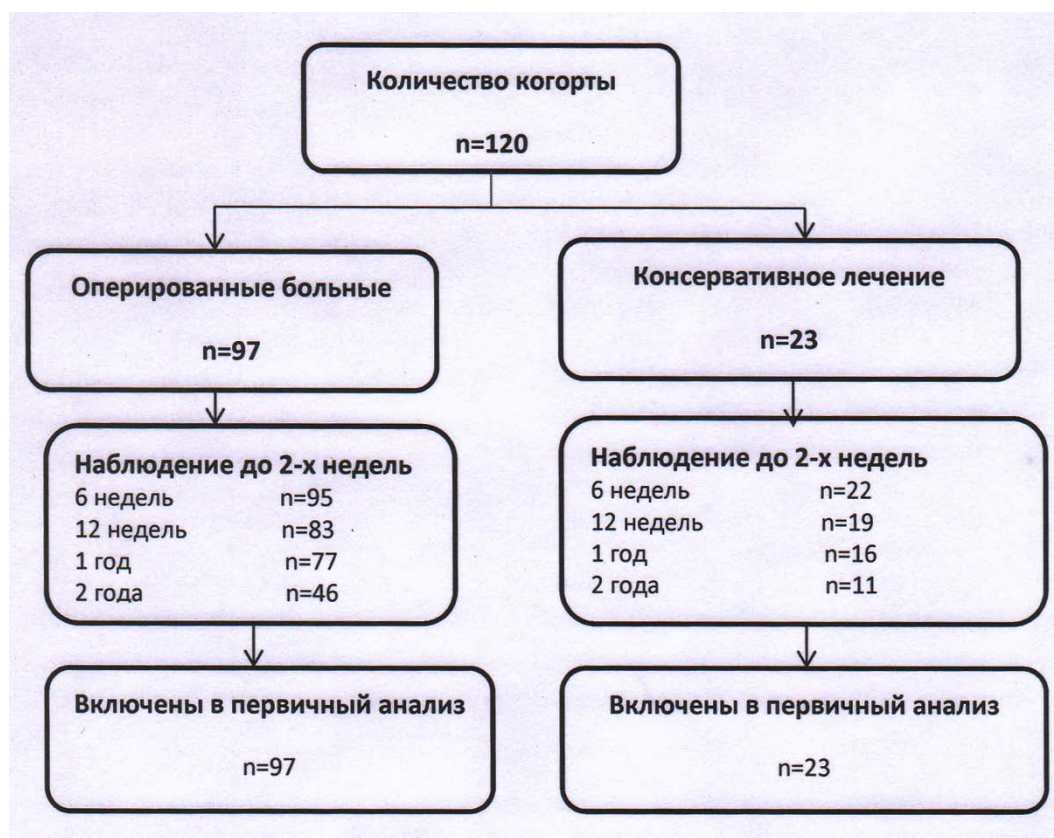 Количество когорты
n=120
Оперированные больные
n=97
Консервативное лечение
n=23
Наблюдение до 2-х недель
6 недель n=95
12 недель n=83
1 год n=77
2 года n=46
Наблюдение до 2-х недель
6 недель n=22
12 недель n=19
1 год n=16
2 года n=11
Включены в первичный анализ
n=97
Включены в первичный анализ
n=23